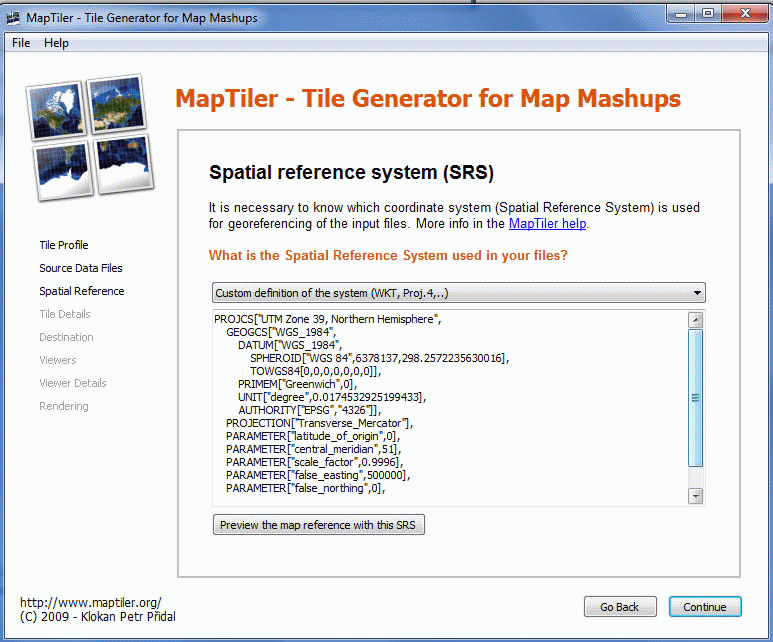 MapTiler - Tile Generator for Map Mashups
File Help
MapTiler - Tile Generator for Map Mashups
Spatial reference system (SRS)
It is necessary to know which coordinate system (Spatial Reference System) is used
for georeferencing of the input files. More info in the MapTiler help.
What is the Spatial Reference System used in your files?
Tile Profile
Source Data Files
Spatial Reference
Tile Details
Destination
Viewers
Viewer Details
Rendering
Custom definition of the system (WKT, Proj.4,..)
PROJCS["UTM Zone 39, Northern Hemisphere",
GEOGCS["WGS_1984",
DATUM["WGS_1984",
SPHEROID["WGS 84",6378137,298.2572235630016],
TOWGS84[0,0,0,0,0,0,0]],
PRIMEM["Greenwich",0],
UNIT["degree",0.0174532925199433],
AUTHORITY["EPSG","4326"]],
PROJECTION["Transverse_Mercator"],
PARAMETER["latitude_of_origin",0],
PARAMETER["central_meridian",51],
PARAMETER["scale_factor",0.9996],
PARAMETER["false_easting",500000],
PARAMETER["false_northing",0],
Preview the map reference with this SRS
http://www.maptiler.org/
(C) 2009 - Klokan Petr Přidal
Go Back
Continue